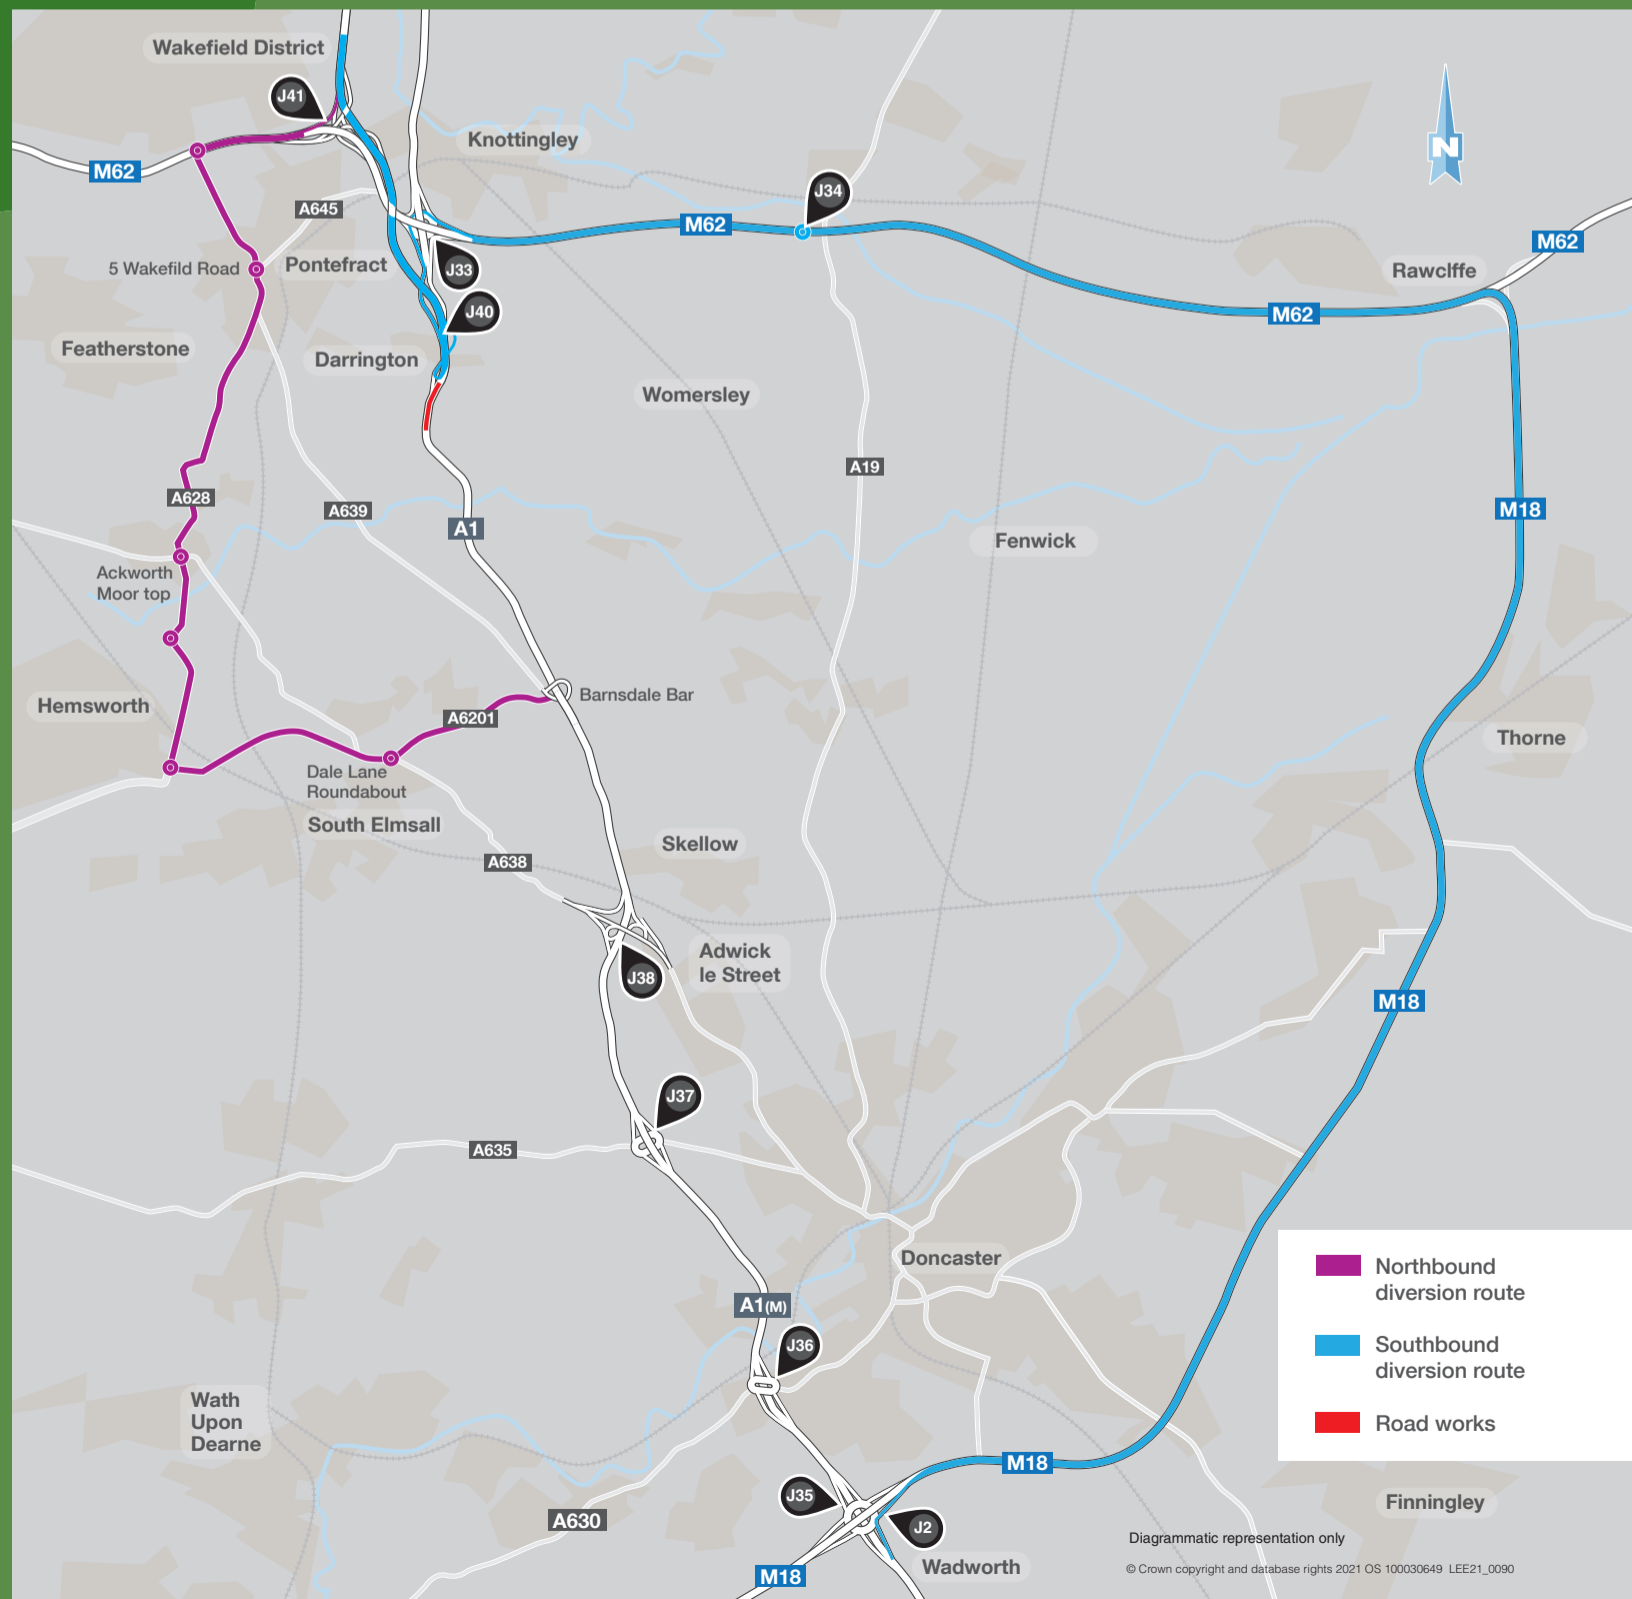 Wakefield District
J41
Knottingley
M62
A645
J34
M62
M62
5 Wakefild Road
Pontefract
J33
Rawclffe
J40
M62
Featherstone
Darrington
Womersley
A19
A628
A639
M18
A1
Fenwick
Ackworth
Moor top
Hemsworth
Barnsdale Bar
A6201
Thorne
Dale Lane
Roundabout
South Elmsall
Skellow
A638
Adwick
le Street
J38
M18
J37
A635
Doncaster
Northbound
diversion route
A1(M)
J36
Southbound
diversion route
Wath
Upon
Dearne
Road works
M18
J35
Finningley
A630
J2
Diagrammatic representation only
Wadworth
M18
© Crown copyright and database rights 2021 OS 100030649 LEE21_0090
N